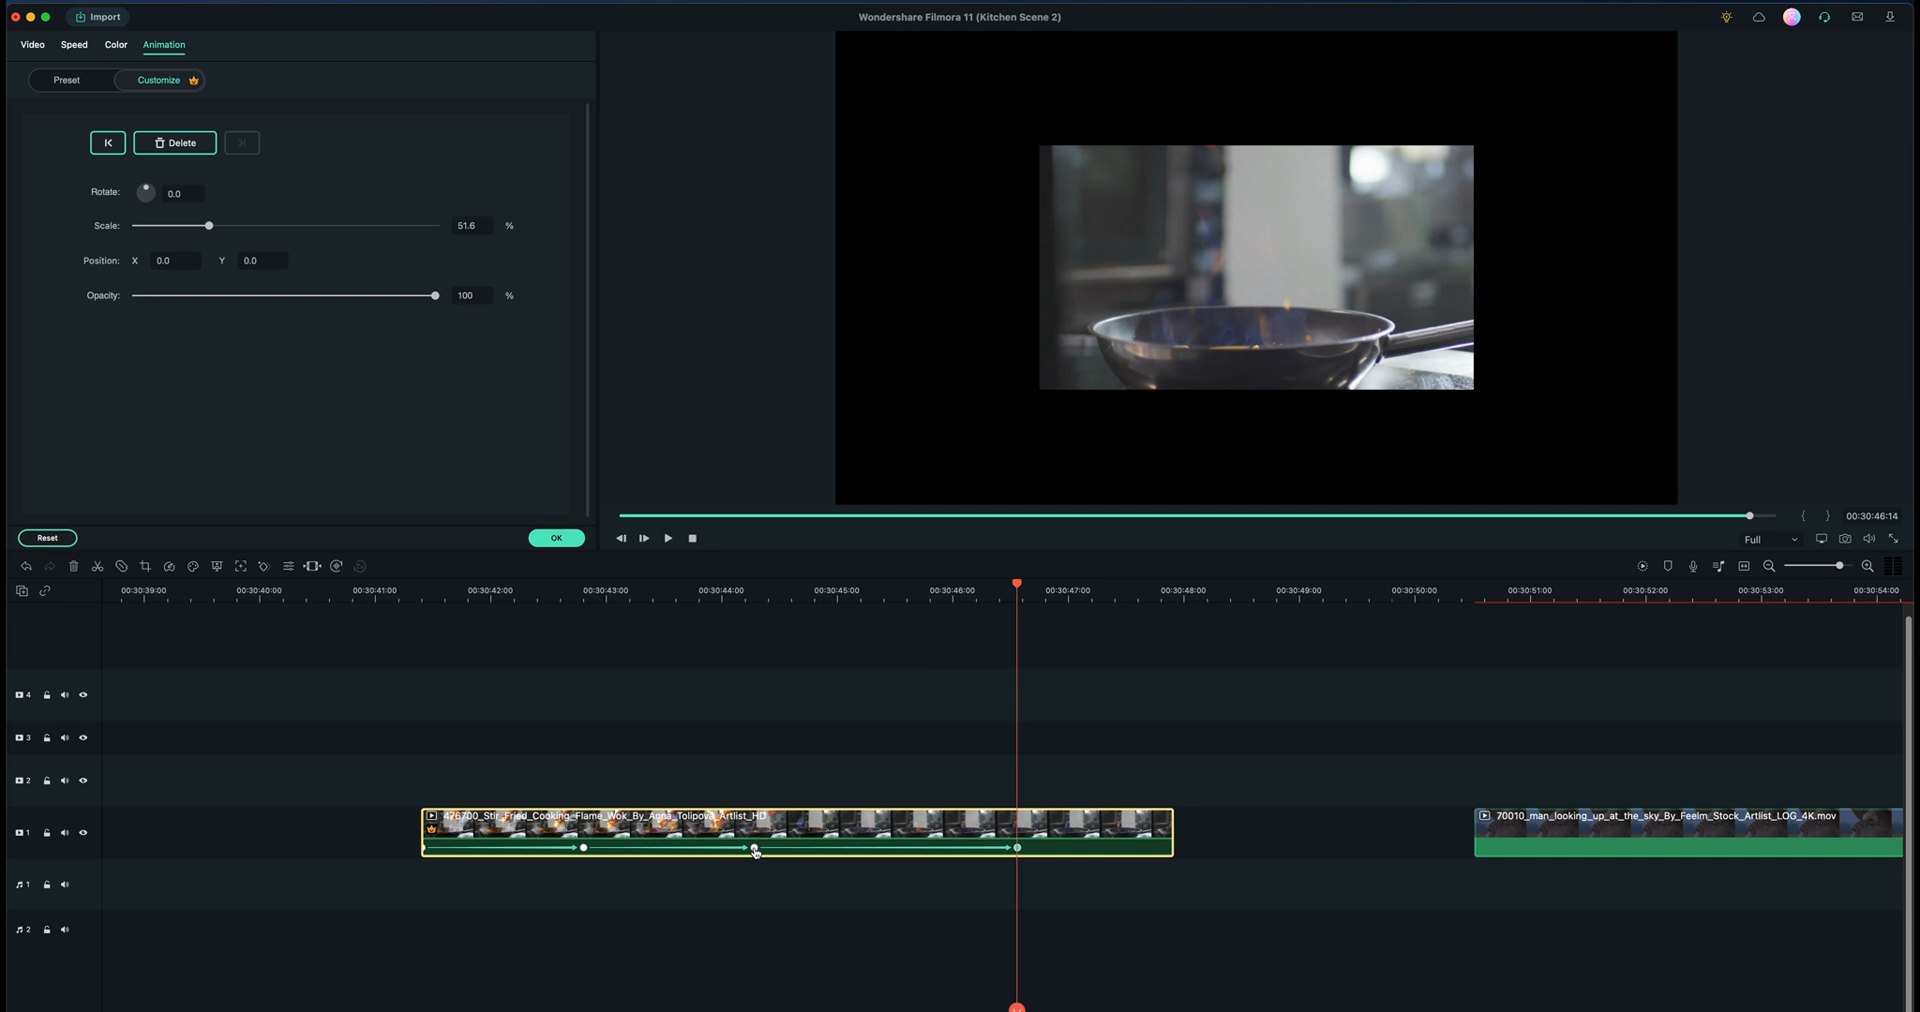 Import
Wondershare Filmora 11 (Kitchen Scene 2)
Video Speed Color Animation
Preset Customize
Delete
Rotate: 0.0
Scale: 51.6 %
Position: X 0.0 Y 0.0
Opacity: 100 %
Reset OK
{ } 00:30:46:14
Full
00:30:39:00 00:30:40:00 00:30:41:00 00:30:42:00 00:30:43:00 00:30:44:00 00:30:45:00 00:30:46:00 00:30:47:00 00:30:48:00 00:30:49:00 00:30:50:00 00:30:51:00 00:30:52:00 00:30:53:00 00:30:54:00
4
3
2
476700_Stir_Fried_Cooking_Flame_Wok_By_Anna_Tolipova_Artlist_HD
70010_man_looking_up_at_the_sky_By_Feelm_Stock_Artlist_LOG_4K.mov
1
1
2